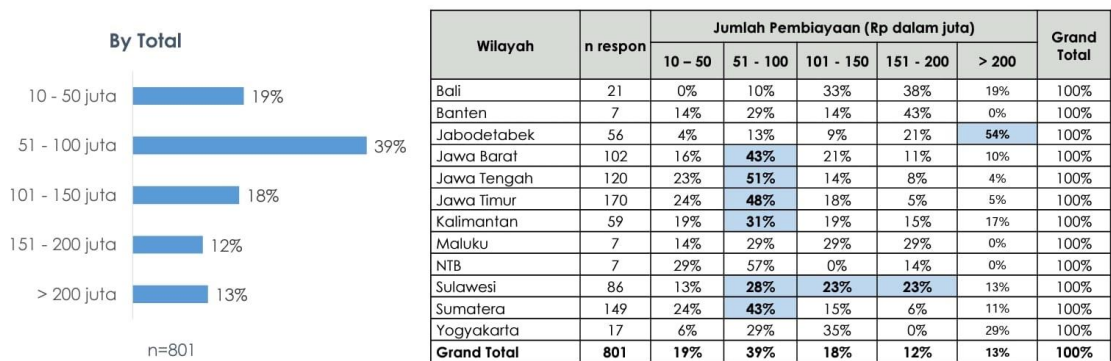 By Total
10 - 50 juta 19%
51 - 100 juta 39%
101 - 150 juta 18%
151 - 200 juta 12%
> 200 juta 13%
n=801
Wilayah n respon Jumlah Pembiayaan (Rp dalam juta) Grand Total
10 – 50 51 - 100 101 - 150 151 - 200 > 200
Bali 21 0% 10% 33% 38% 19% 100%
Banten 7 14% 29% 14% 43% 0% 100%
Jabodetabek 56 4% 13% 9% 21% 54% 100%
Jawa Barat 102 16% 43% 21% 11% 10% 100%
Jawa Tengah 120 23% 51% 14% 8% 4% 100%
Jawa Timur 170 24% 48% 18% 5% 5% 100%
Kalimantan 59 19% 31% 19% 15% 17% 100%
Maluku 7 14% 29% 29% 29% 0% 100%
NTB 7 29% 57% 0% 14% 0% 100%
Sulawesi 86 13% 28% 23% 23% 13% 100%
Sumatera 149 24% 43% 15% 6% 11% 100%
Yogyakarta 17 6% 29% 35% 0% 29% 100%
Grand Total 801 19% 39% 18% 12% 13% 100%